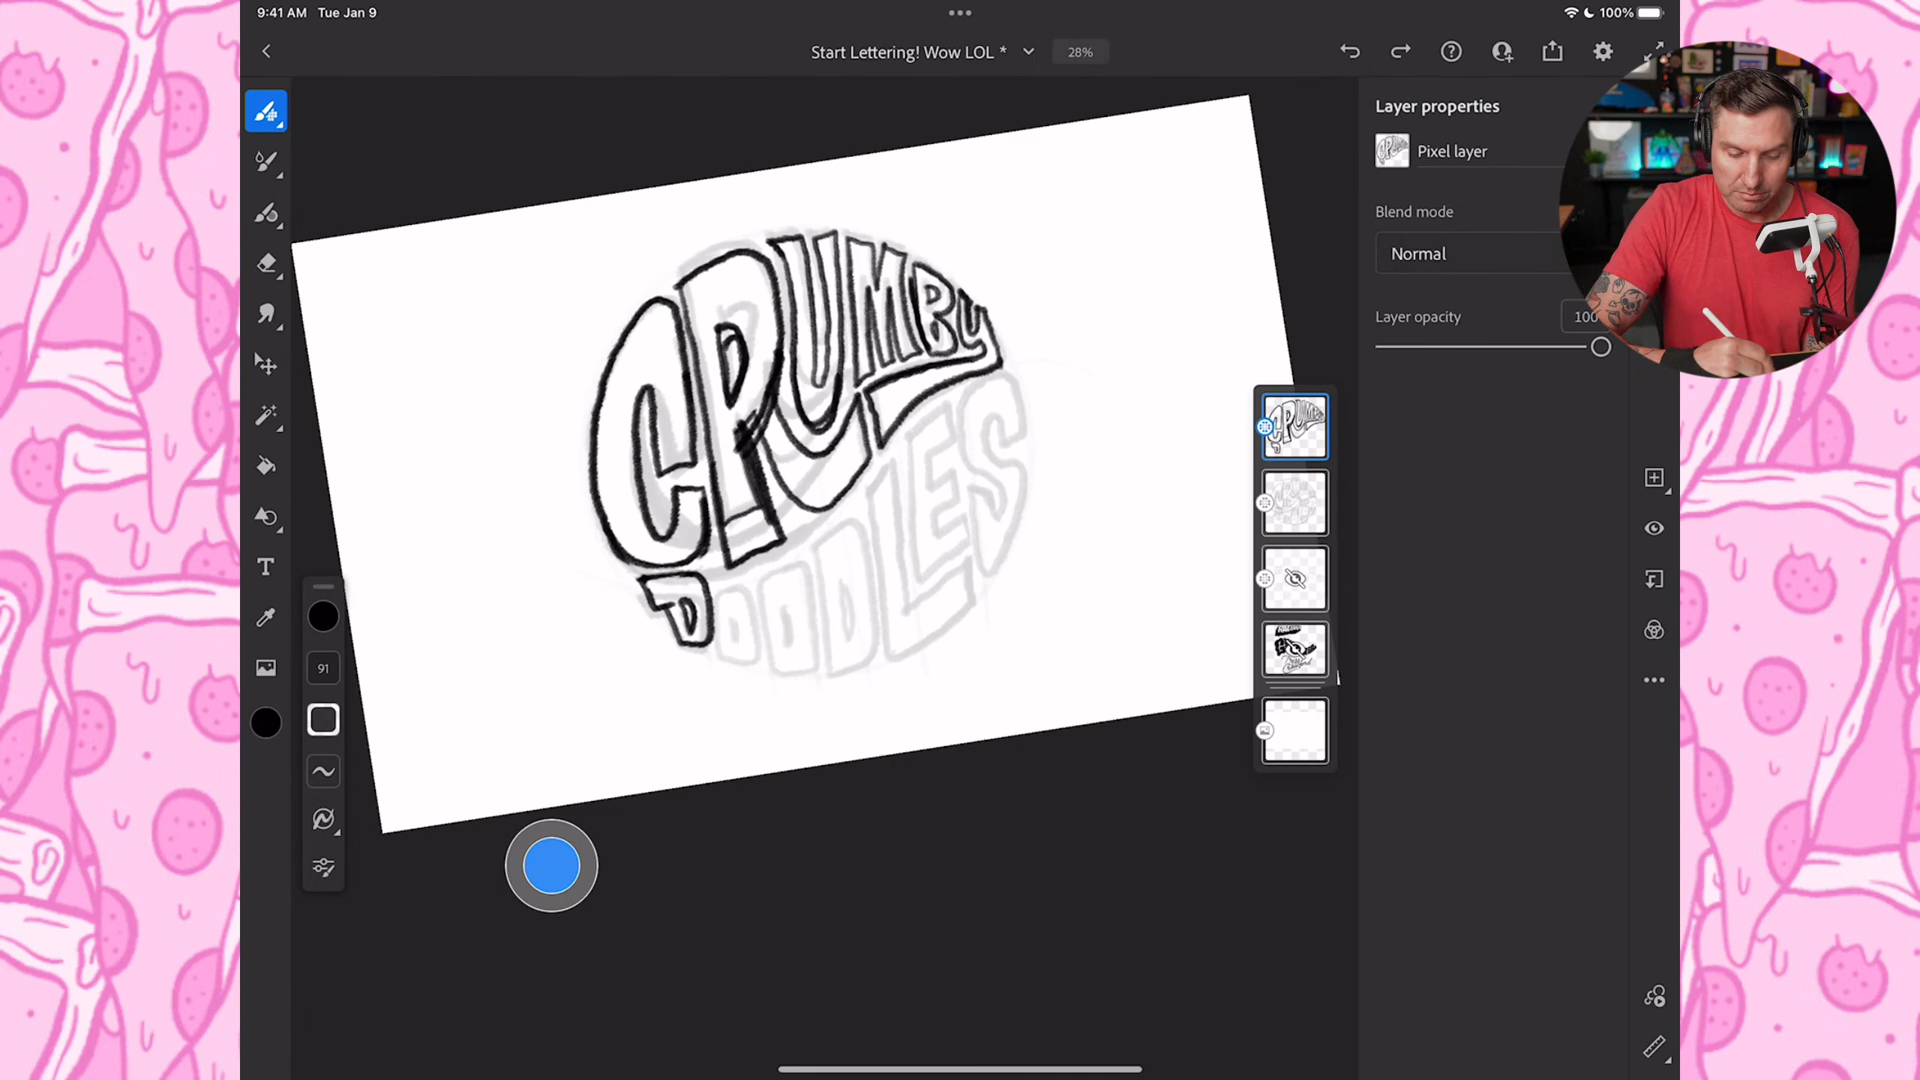 9:41 AM Tue Jan 9
100%
Start Lettering! Wow LOL *
28%
Layer properties
Pixel layer
Blend mode
Normal
Layer opacity
100
CRUMBY
DOODLES
91